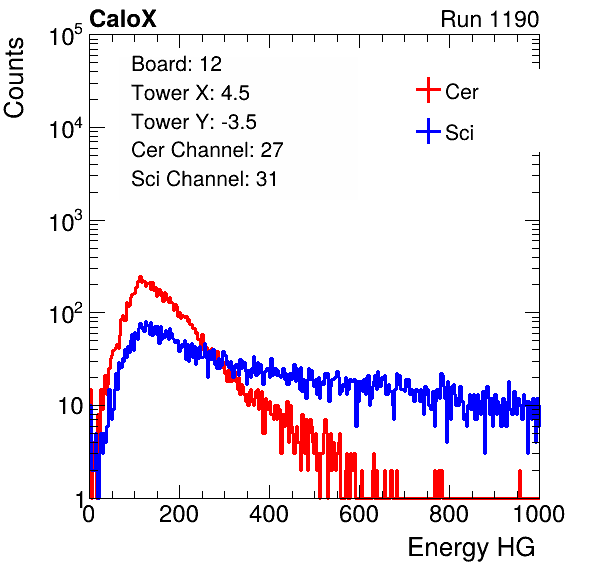 CaloX Run 1190
Counts
10^5
10^4
10^3
10^2
10
1
Board: 12
Tower X: 4.5
Tower Y: -3.5
Cer Channel: 27
Sci Channel: 31
Cer
Sci
0 200 400 600 800 1000
Energy HG